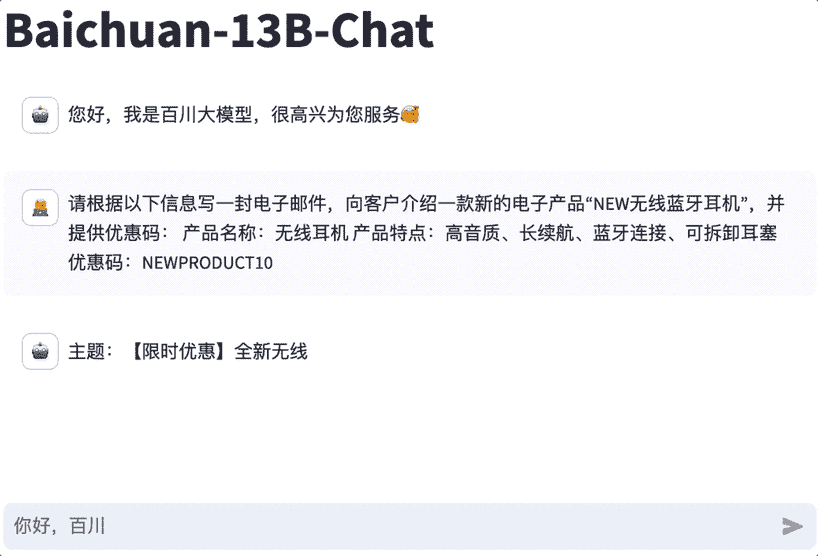 Baichuan-13B-Chat
您好，我是百川大模型，很高兴为您服务🥰
请根据以下信息写一封电子邮件，向客户介绍一款新的电子产品“NEW无线蓝牙耳机”，并
提供优惠码： 产品名称：无线耳机 产品特点：高音质、长续航、蓝牙连接、可拆卸耳塞
优惠码：NEWPRODUCT10
主题：【限时优惠】全新无线
你好，百川